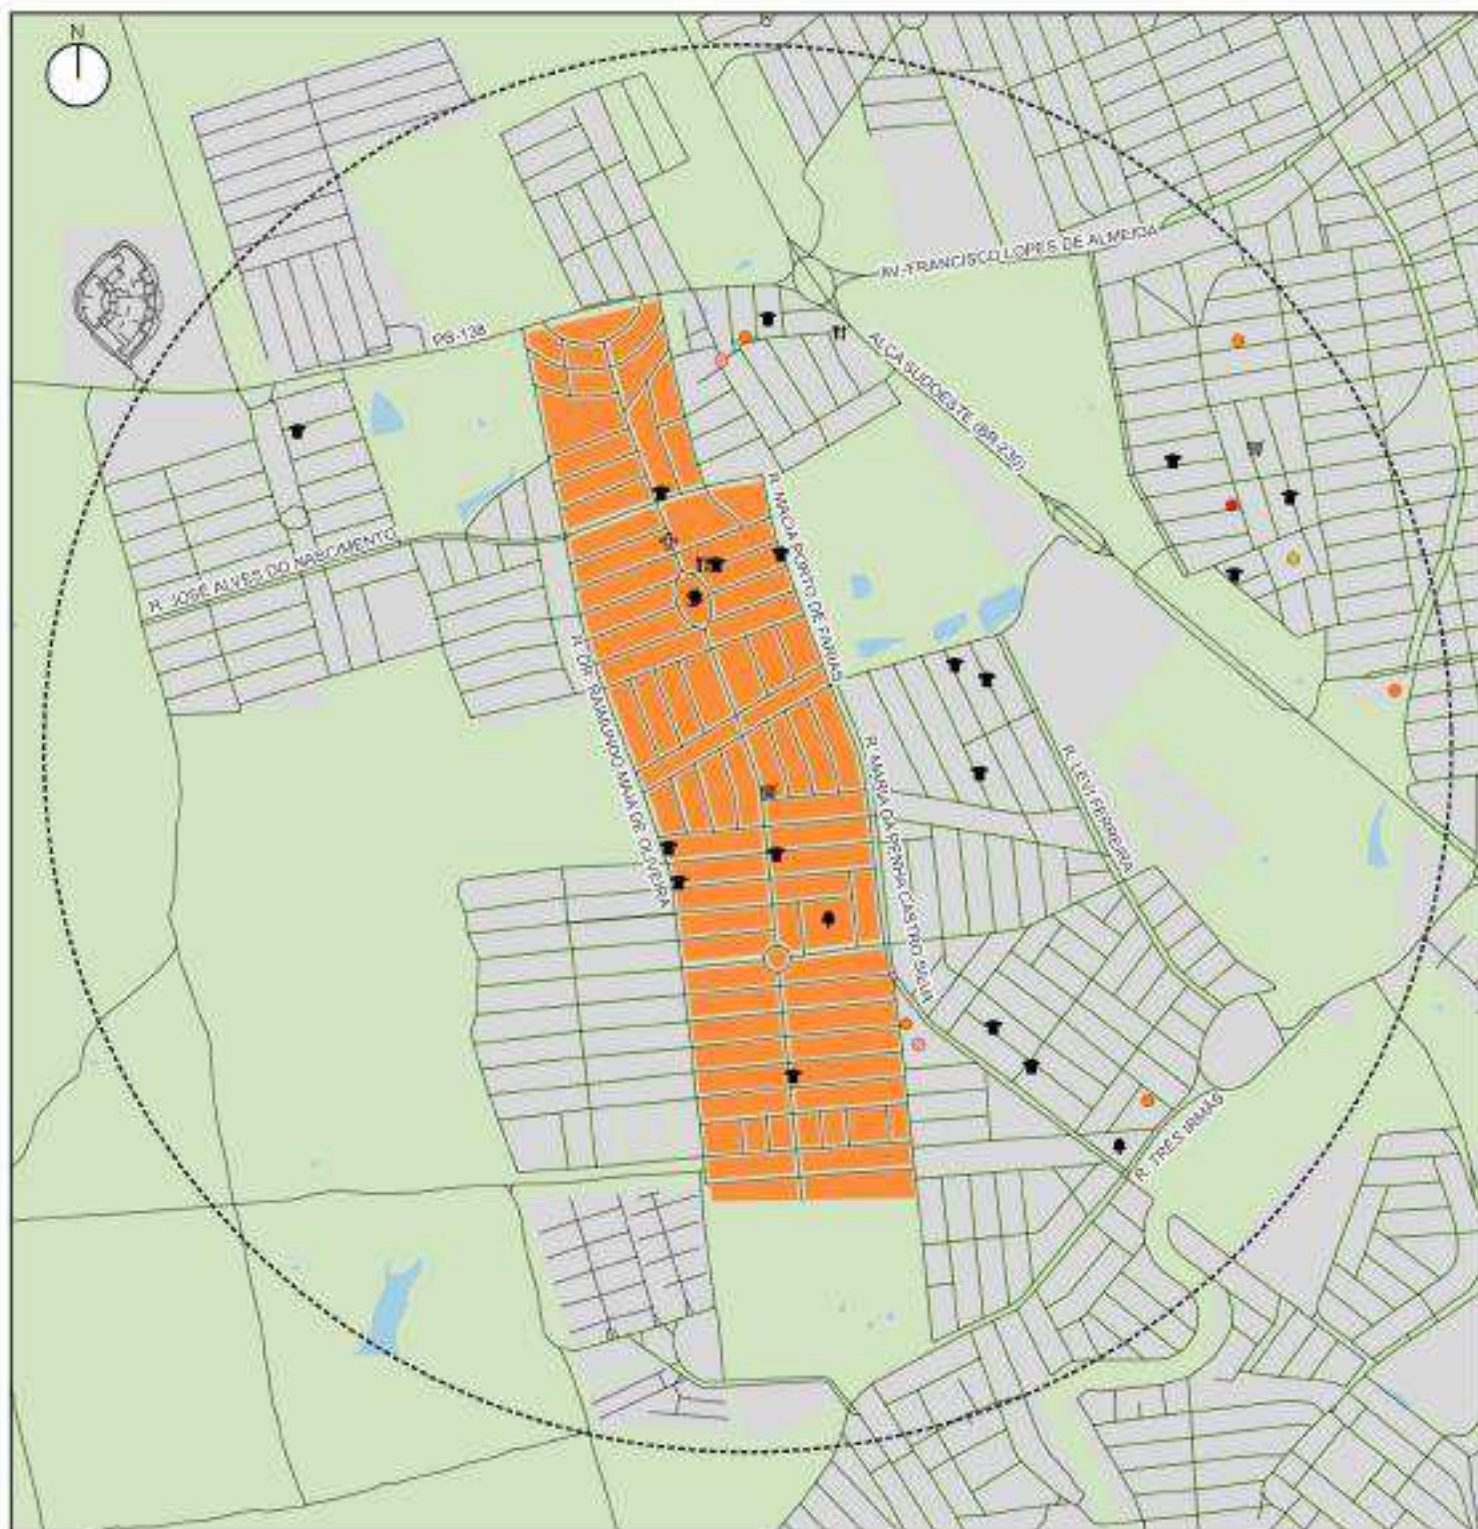 N
AV. FRANCISCO LOPES DE ALMEIDA
PB-138
ALÇA SUDOESTE (BR-230)
R. MACIA PORTO DE FARIAS
R. JOSÉ ALVES DO NASCIMENTO
R. DR. RAIMUNDO MAIA DE OLIVEIRA
R. MARIA DA PENHA CASTRO SILVA
R. LEVI FERREIRA
R. TRÊS IRMÃS